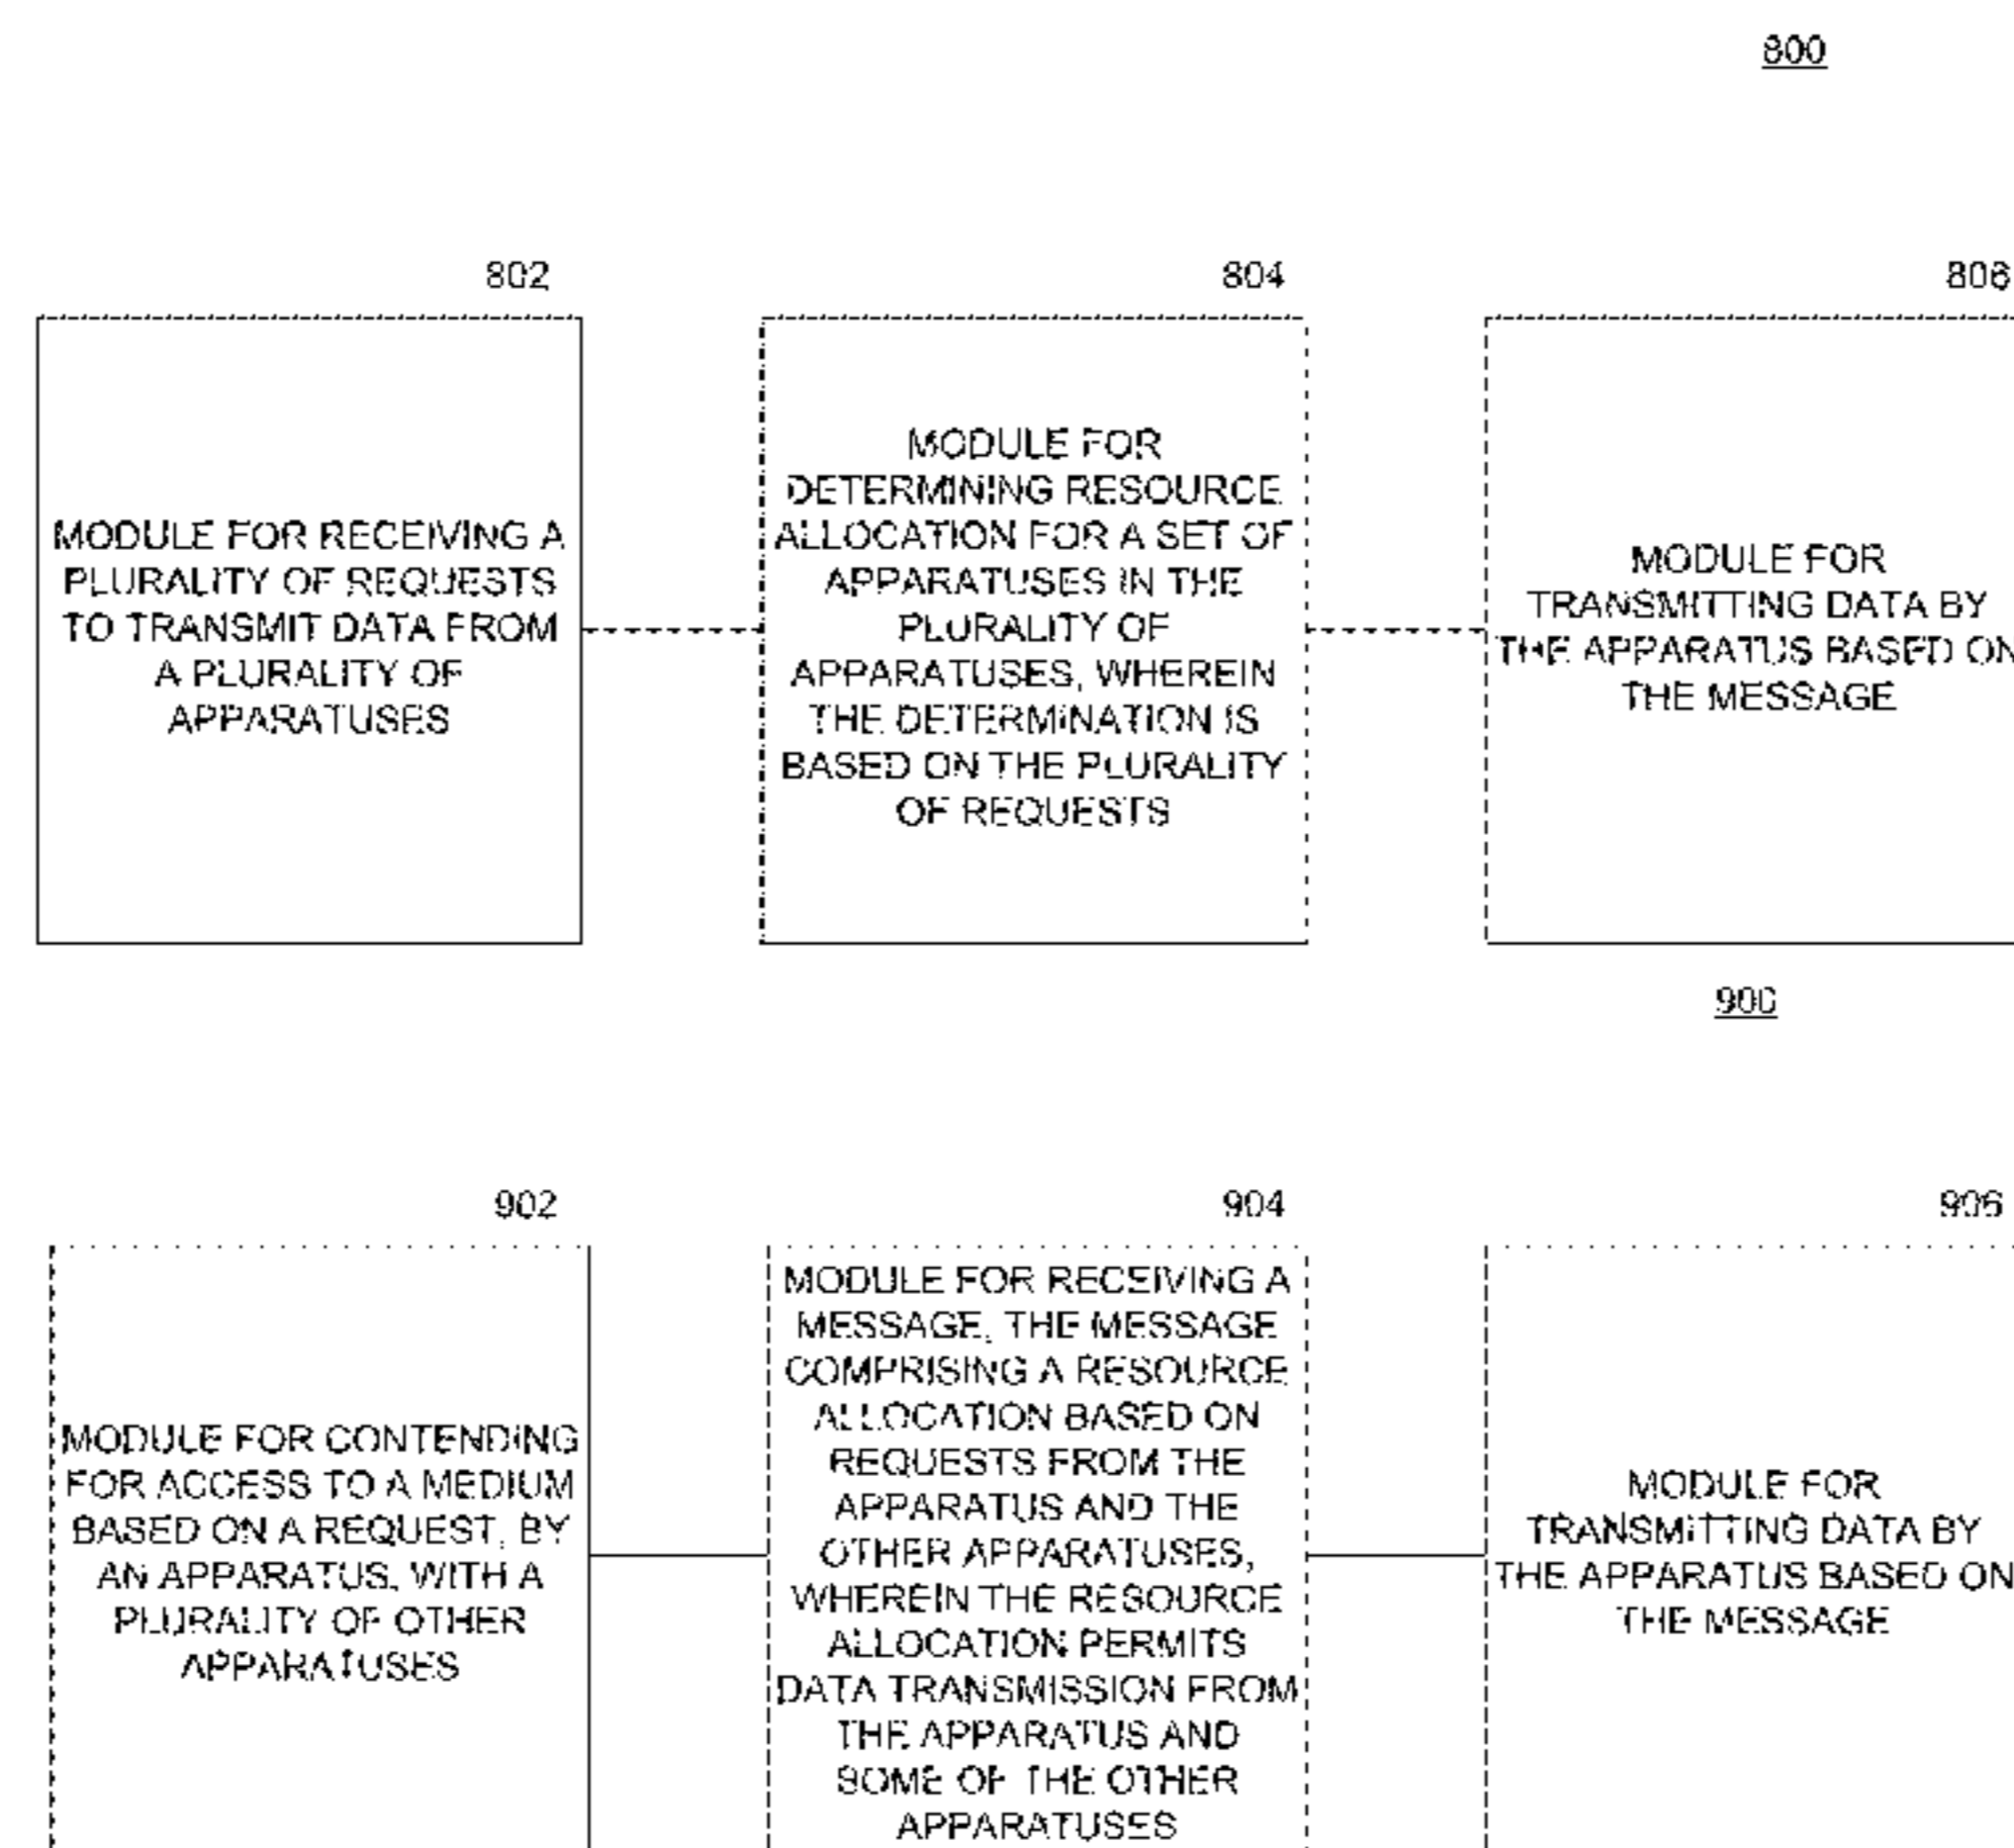 800
802
804
806
MODULE FOR RECEIVING A
PLURALITY OF REQUESTS
TO TRANSMIT DATA FROM
A PLURALITY OF
APPARATUSES
MODULE FOR
DETERMINING RESOURCE
ALLOCATION FOR A SET OF
APPARATUSES IN THE
PLURALITY OF
APPARATUSES, WHEREIN
THE DETERMINATION IS
BASED ON THE PLURALITY
OF REQUESTS
MODULE FOR
TRANSMITTING DATA BY
THE APPARATUS BASED ON
THE MESSAGE
900
902
904
906
MODULE FOR CONTENDING
FOR ACCESS TO A MEDIUM
BASED ON A REQUEST, BY
AN APPARATUS, WITH A
PLURALITY OF OTHER
APPARATUSES
MODULE FOR RECEIVING A
MESSAGE, THE MESSAGE
COMPRISING A RESOURCE
ALLOCATION BASED ON
REQUESTS FROM THE
APPARATUS AND THE
OTHER APPARATUSES,
WHEREIN THE RESOURCE
ALLOCATION PERMITS
DATA TRANSMISSION FROM
THE APPARATUS AND
SOME OF THE OTHER
APPARATUSES
MODULE FOR
TRANSMITTING DATA BY
THE APPARATUS BASED ON
THE MESSAGE